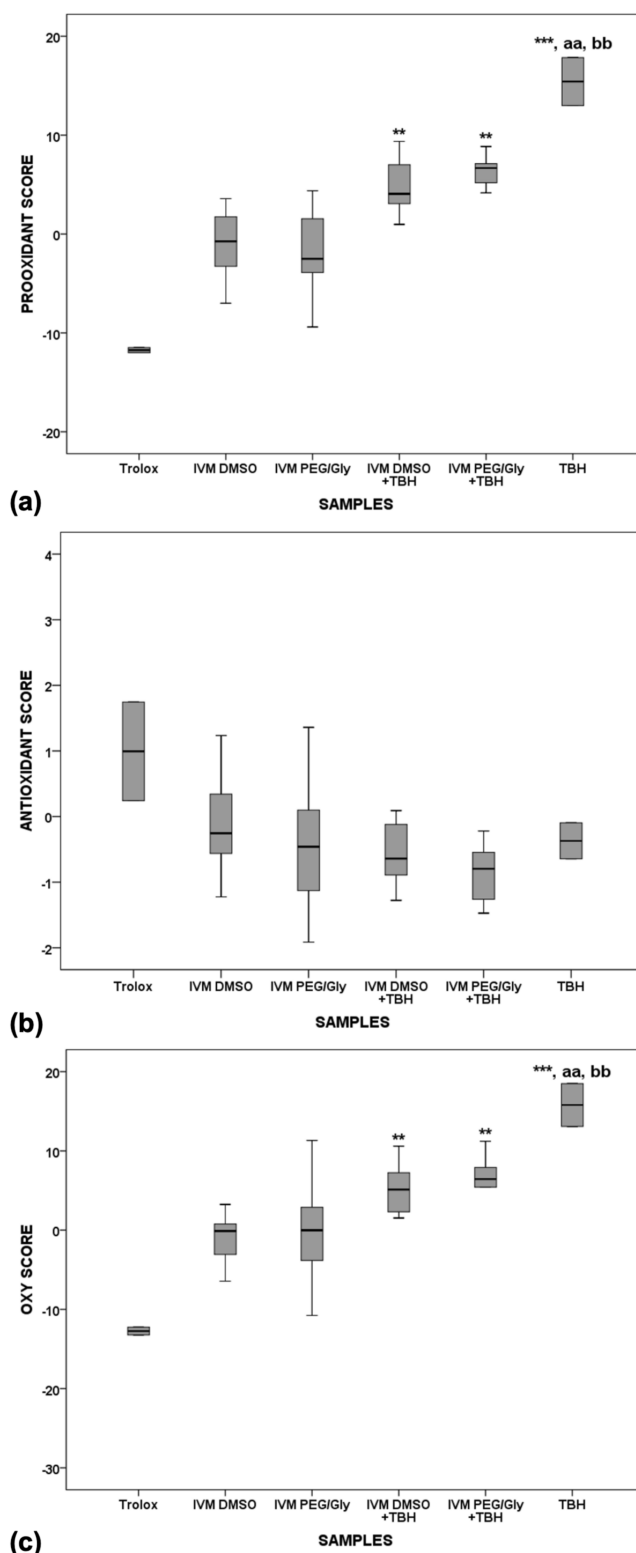 20
***, aa, bb
10
**
**
0
-10
-20
PROOXIDANT SCORE
Trolox
IVM DMSO
IVM PEG/Gly
IVM DMSO
+TBH
IVM PEG/Gly
+TBH
TBH
SAMPLES
(a)
4
3
2
1
0
-1
-2
ANTIOXIDANT SCORE
Trolox
IVM DMSO
IVM PEG/Gly
IVM DMSO
+TBH
IVM PEG/Gly
+TBH
TBH
SAMPLES
(b)
20
***, aa, bb
10
**
**
0
-10
-20
-30
OXY SCORE
Trolox
IVM DMSO
IVM PEG/Gly
IVM DMSO
+TBH
IVM PEG/Gly
+TBH
TBH
SAMPLES
(c)